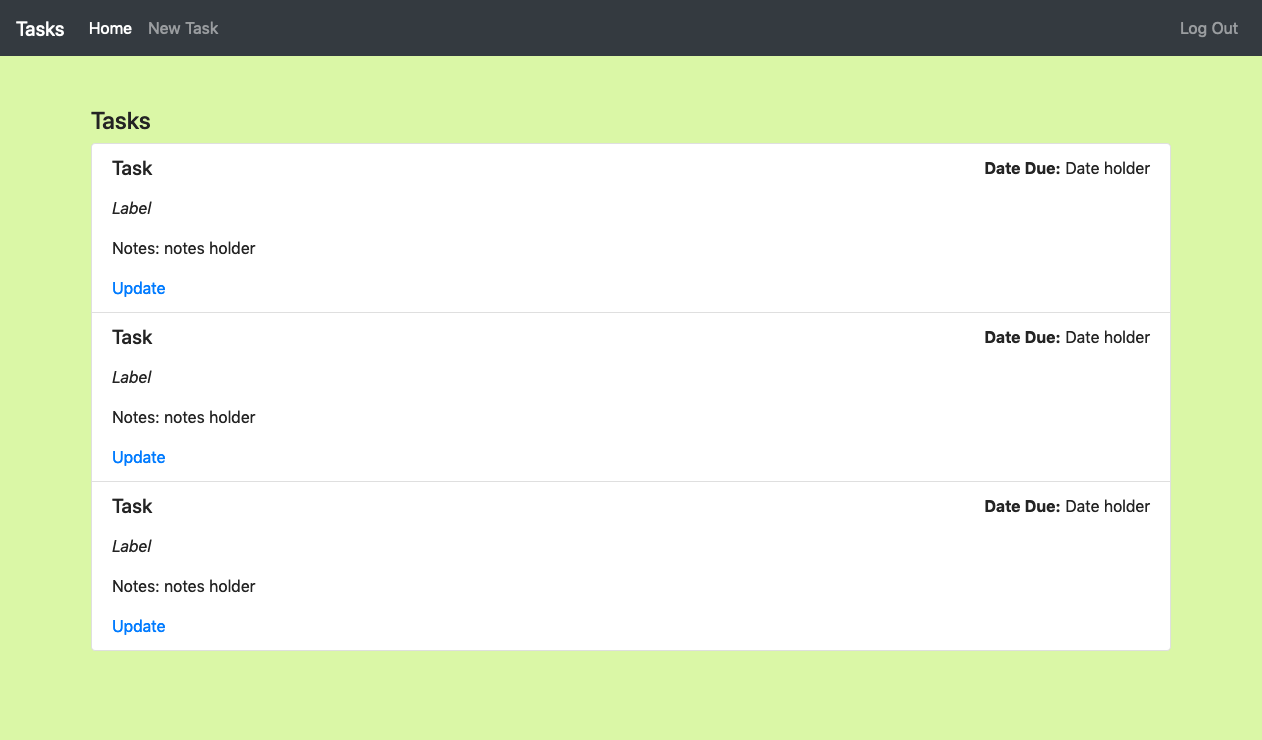 Tasks Home New Task Log Out
Tasks
Task Date Due: Date holder
Label
Notes: notes holder
Update
Task Date Due: Date holder
Label
Notes: notes holder
Update
Task Date Due: Date holder
Label
Notes: notes holder
Update